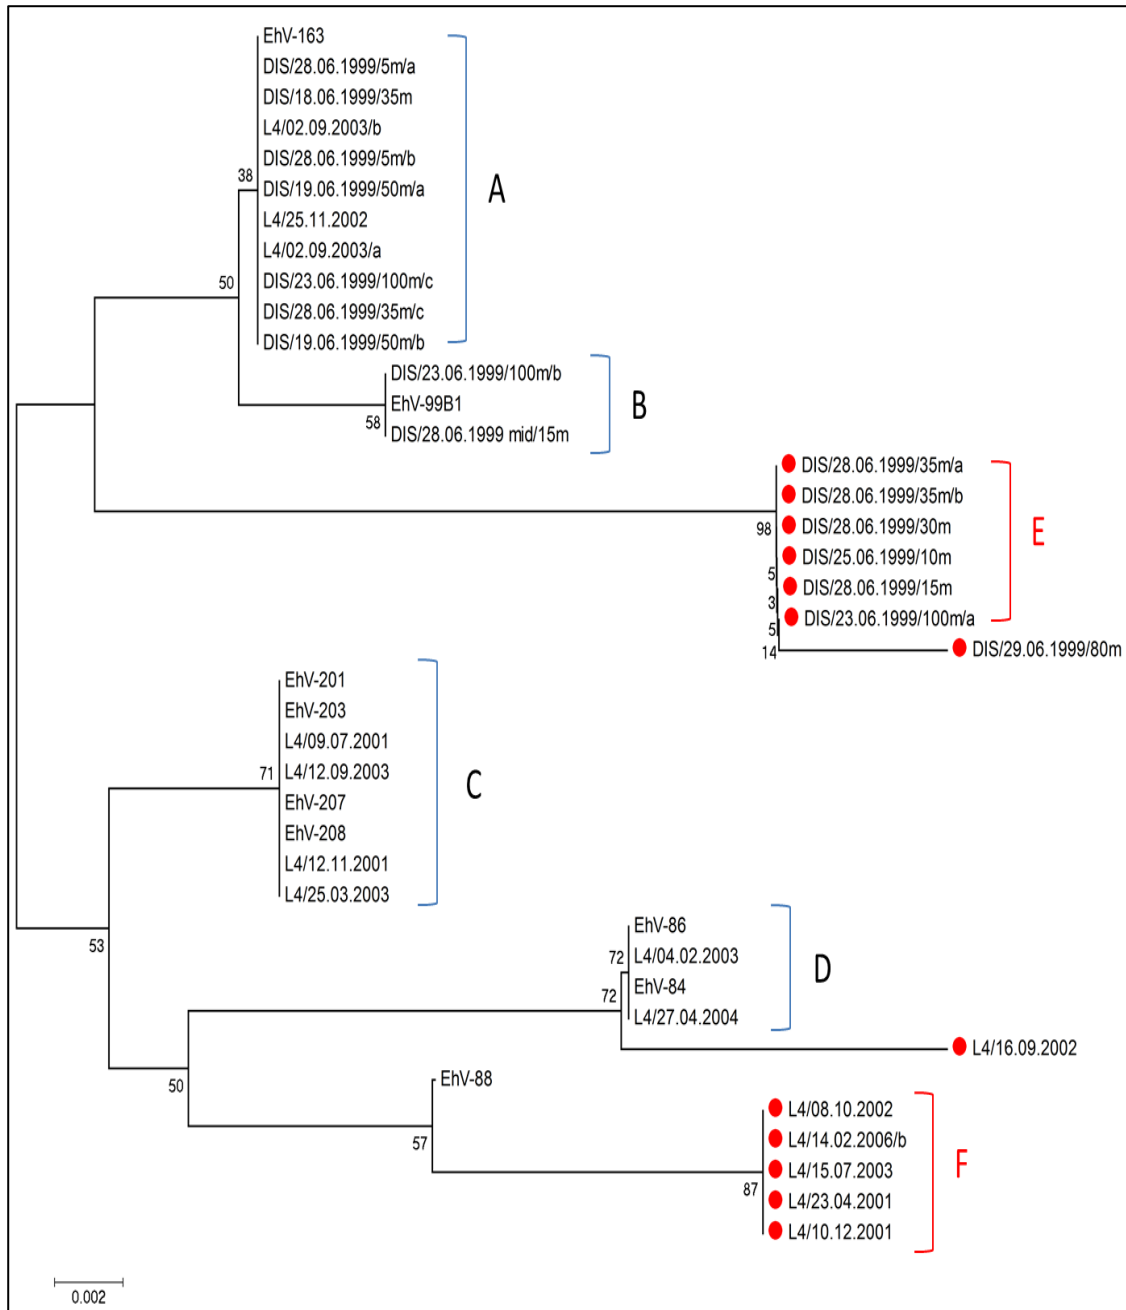 EhV-163
DIS/28.06.1999/5m/a
DIS/18.06.1999/35m
L4/02.09.2003/b
DIS/28.06.1999/5m/b
38
DIS/19.06.1999/50m/a
A
L4/25.11.2002
L4/02.09.2003/a
50
DIS/23.06.1999/100m/c
DIS/28.06.1999/35m/c
DIS/19.06.1999/50m/b
DIS/23.06.1999/100m/b
EhV-99B1
B
58
DIS/28.06.1999 mid/15m
DIS/28.06.1999/35m/a
DIS/28.06.1999/35m/b
98
DIS/28.06.1999/30m
E
DIS/25.06.1999/10m
5
DIS/28.06.1999/15m
3
DIS/23.06.1999/100m/a
5
14
DIS/29.06.1999/80m
EhV-201
EhV-203
L4/09.07.2001
71
L4/12.09.2003
C
EhV-207
EhV-208
L4/12.11.2001
L4/25.03.2003
53
EhV-86
72
L4/04.02.2003
D
72
EhV-84
L4/27.04.2004
L4/16.09.2002
50
EhV-88
57
L4/08.10.2002
L4/14.02.2006/b
L4/15.07.2003
F
87
L4/23.04.2001
L4/10.12.2001
0.002